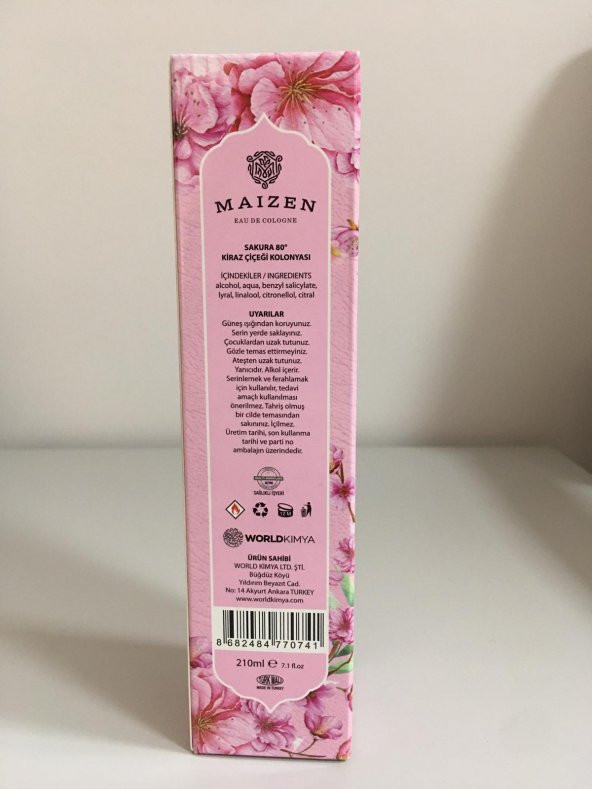 MAIZEN
EAU DE COLOGNE
SAKURA 80°
KİRAZ ÇİÇEĞİ KOLONYASI
İÇİNDEKİLER / INGREDIENTS
alcohol, aqua, benzyl salicylate,
lyral, linalool, citronellol, citral
UYARILAR
Güneş ışığından koruyunuz.
Serin yerde saklayınız.
Çocuklardan uzak tutunuz.
Gözle temas ettirmeyiniz.
Ateşten uzak tutunuz.
Yanıcıdır. Alkol içerir.
Serinlemek ve ferahlamak
için kullanılır, tedavi
amaçlı kullanılması
önerilmez. Tahriş olmuş
bir cilde temasından
sakınınız. İçilmez.
Üretim tarihi, son kullanma
tarihi ve parti no
ambalajın üzerindedir.
SAĞLIKLI İŞYERİ
12 M
WORLDKIMYA
ÜRÜN SAHİBİ
WORLD KİMYA LTD. ŞTİ.
Büğdüz Köyü
Yıldırım Beyazıt Cad.
No: 14 Akyurt Ankara TURKEY
www.worldkimya.com
8 682484 770741
210ml e 7.1 fl.oz
TÜRK MALI
MADE IN TURKEY